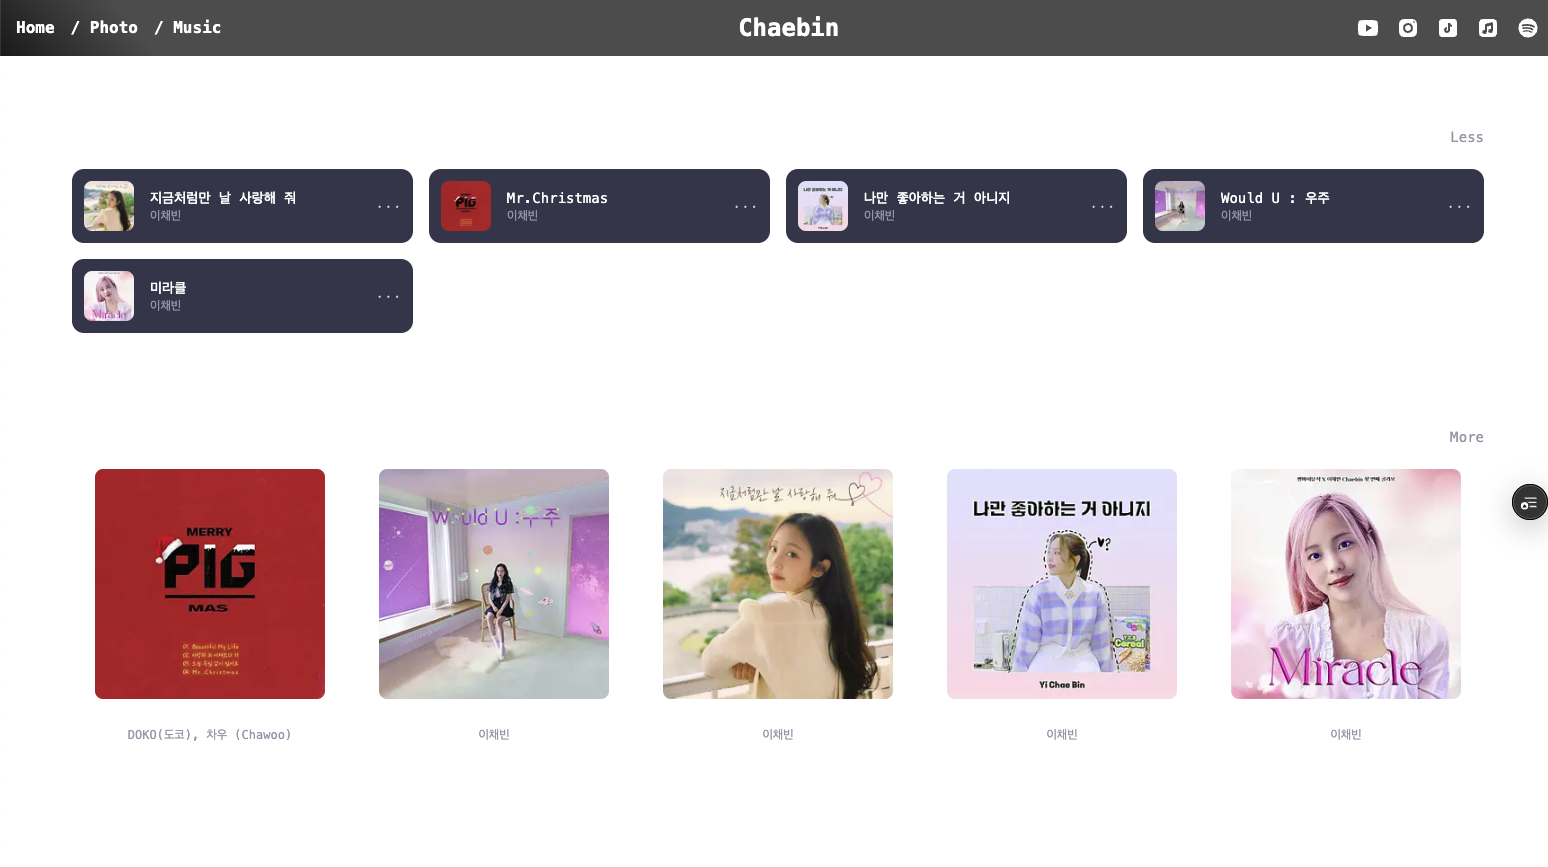 Home / Photo / Music
Chaebin
Less
지금처럼만 날 사랑해 줘
이채빈
...
Mr.Christmas
이채빈
...
나만 좋아하는 거 아니지
이채빈
...
Would U : 우주
이채빈
...
미라클
이채빈
...
More
MERRY
PIG
MAS
01. Beautiful My Life
04. Mr. Christmas
DOKO(도코), 차우 (Chawoo)
Would U : 우주
이채빈
지금처럼만 날 사랑해 줘
이채빈
나만 좋아하는 거 아니지
?
Cereal
Yi Chae Bin
이채빈
Miracle
이채빈